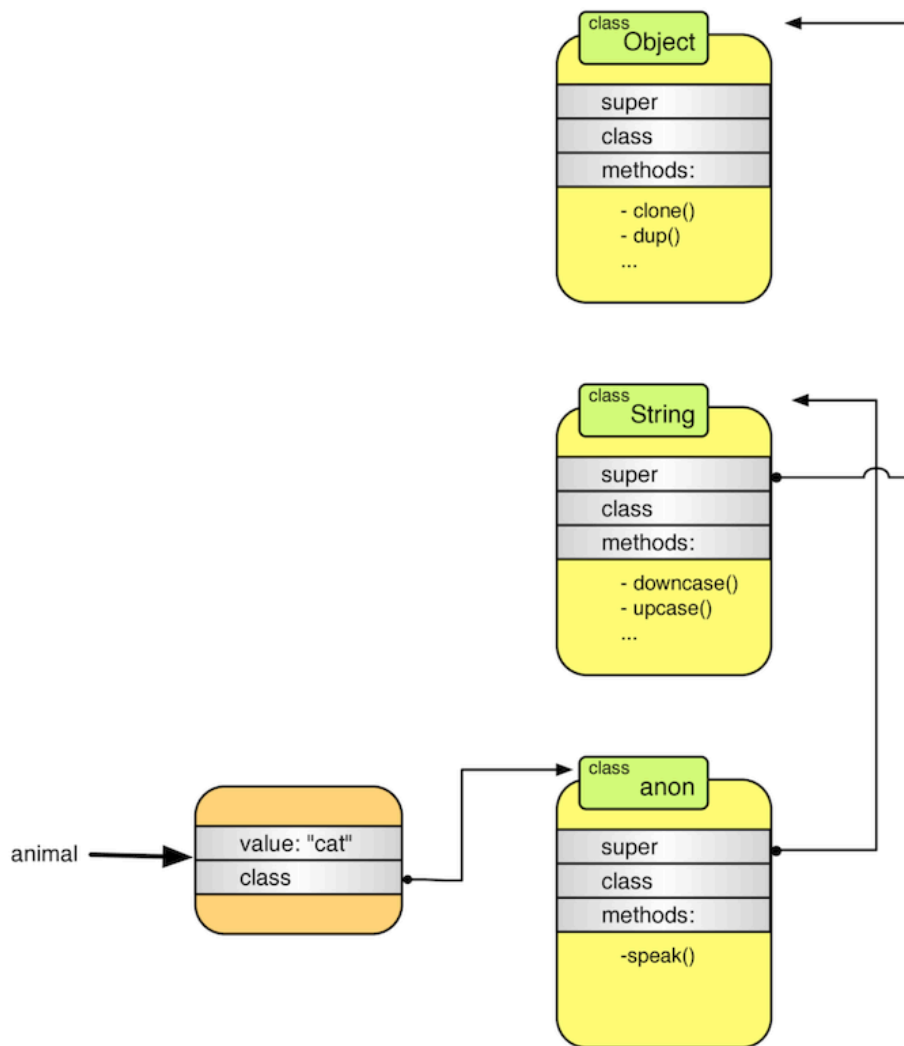 class
Object
super
class
methods:
- clone()
- dup()
...
class
String
super
class
methods:
- downcase()
- upcase()
...
animal
value: "cat"
class
class
anon
super
class
methods:
-speak()